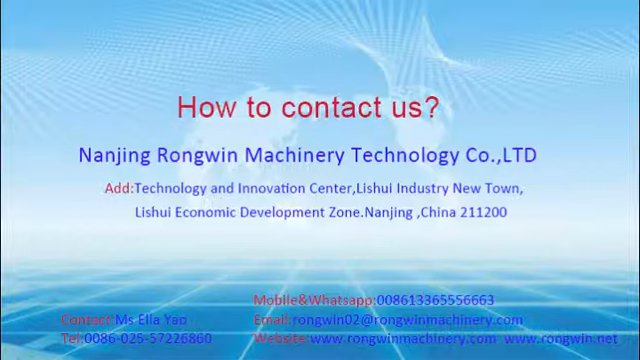 How to contact us?
Nanjing Rongwin Machinery Technology Co.,LTD
Add:Technology and Innovation Center,Lishui Industry New Town,
Lishui Economic Development Zone.Nanjing ,China 211200
Mobile&Whatsapp:008613365556663
Contact:Ms Ella Yao Email:rongwin02@rongwinmachinery.com
Tel:0086-025-57226860 Website:www.rongwinmachinery.com www.rongwin.net